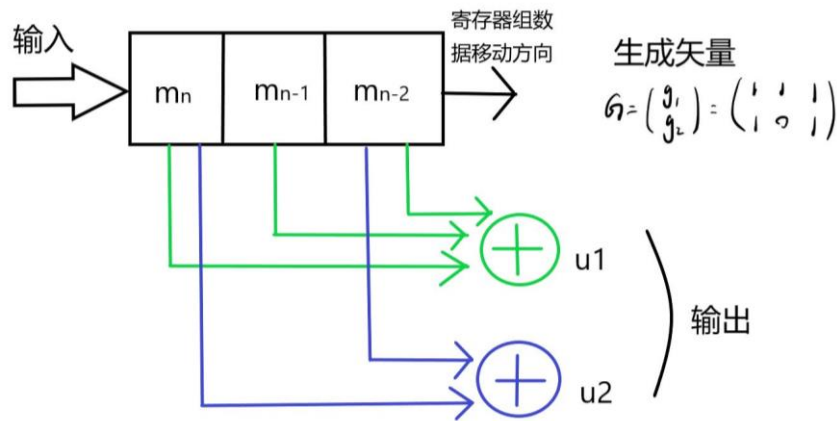 输入
mn
mn-1
mn-2
寄存器组数
据移动方向
生成矢量
G=(g1 g2)=(1 1 1
1 0 1)
u1
输出
u2